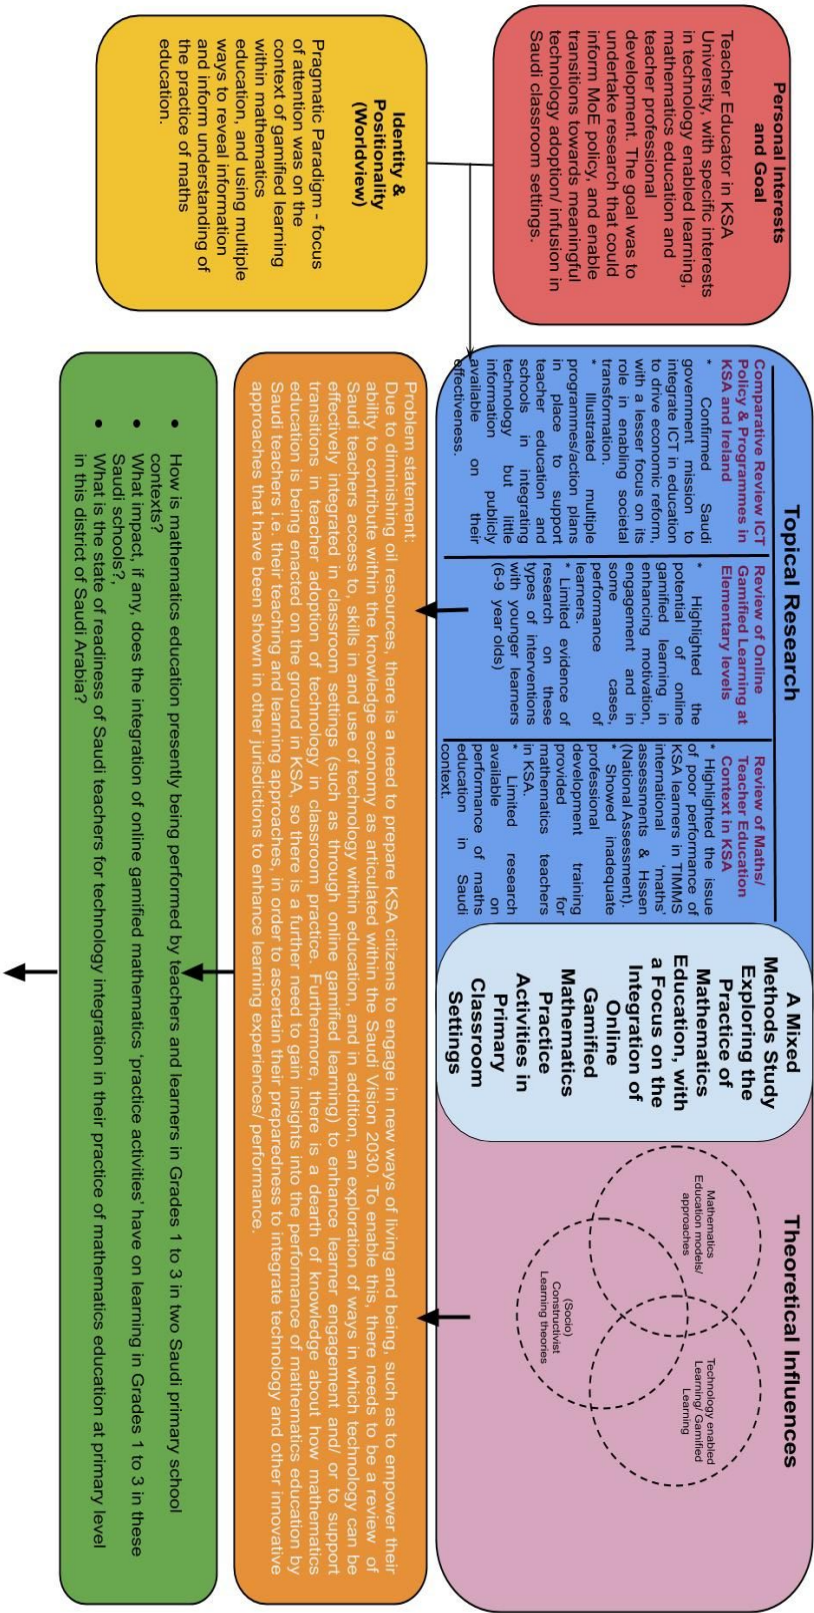 Personal Interests
and Goal
Teacher Educator in KSA
University, with specific interests
in technology enabled learning,
mathematics education and
teacher professional
development. The goal was to
undertake research that could
inform MoE policy, and enable
transitions towards meaningful
technology adoption/ infusion in
Saudi classroom settings.
Identity &
Positionality
(Worldview)
Pragmatic Paradigm - focus
of attention was on the
context of gamified learning
within mathematics
education, and using multiple
ways to reveal information
and inform understanding of
the practice of maths
education.
Topical Research
Comparative Review ICT
Policy & Programmes in
KSA and Ireland
* Confirmed Saudi
government mission to
integrate ICT in education
to drive economic reform,
with a lesser focus on its
role in enabling societal
transformation.
* Illustrated multiple
programmes/action plans
in place to support
teacher education and
schools in integrating
technology but little
information publicly
available on their
effectiveness.
Review of Online
Gamified Learning at
Elementary levels
* Highlighted the
potential of online
gamified learning in
enhancing motivation,
engagement and in
some cases,
performance of
learners.
* Limited evidence of
research on these
types of interventions
with younger learners
(6-9 year olds)
Review of Maths/
Teacher Education
Context in KSA
* Highlighted the issue
of poor performance of
KSA learners in TIMMS
international 'maths'
assessments & Hssen
(National Assessment).
* Showed inadequate
professional
development training
provided for
mathematics teachers
in KSA.
* Limited research
available on
performance of maths
education in Saudi
context.
A Mixed
Methods Study
Exploring the
Practice of
Mathematics
Education, with
a Focus on the
Integration of
Online
Gamified
Mathematics
Practice
Activities in
Primary
Classroom
Settings
Theoretical Influences
Mathematics
Education models/
approaches
Technology enabled
Learning/ Gamified
Learning
(Socio)
Constructivist
Learning theories
Problem statement:
Due to diminishing oil resources, there is a need to prepare KSA citizens to engage in new ways of living and being, such as to empower their
ability to contribute within the knowledge economy as articulated within the Saudi Vision 2030. To enable this, there needs to be a review of
Saudi teachers access to, skills in and use of technology within education, and in addition, an exploration of ways in which technology can be
effectively integrated in classroom settings (such as through online gamified learning) to enhance learner engagement and/ or to support
transitions in teacher adoption of technology in classroom practice. Furthermore, there is a dearth of knowledge about how mathematics
education is being enacted on the ground in KSA, so there is a further need to gain insights into the performance of mathematics education by
Saudi teachers i.e. their teaching and learning approaches, in order to ascertain their preparedness to integrate technology and other innovative
approaches that have been shown in other jurisdictions to enhance learning experiences/ performance.
• How is mathematics education presently being performed by teachers and learners in Grades 1 to 3 in two Saudi primary school
contexts?
• What impact, if any, does the integration of online gamified mathematics 'practice activities' have on learning in Grades 1 to 3 in these
Saudi schools?,
• What is the state of readiness of Saudi teachers for technology integration in their practice of mathematics education at primary level
in this district of Saudi Arabia?